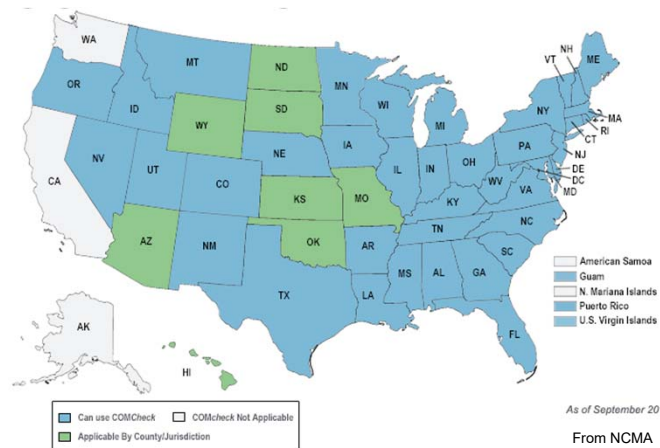 WA
MT
ND
MN
VT
NH
ME
OR
ID
WY
SD
WI
MI
NY
MA
RI
CT
NV
UT
CO
NE
IA
IL
IN
OH
PA
NJ
DE
DC
MD
CA
KS
MO
KY
WV
VA
AZ
NM
OK
AR
TN
NC
SC
TX
LA
MS
AL
GA
FL
AK
HI
American Samoa
Guam
N. Mariana Islands
Puerto Rico
U.S. Virgin Islands
Can use COMCheck
COMcheck Not Applicable
Applicable By County/Jurisdiction
As of September 20
From NCMA